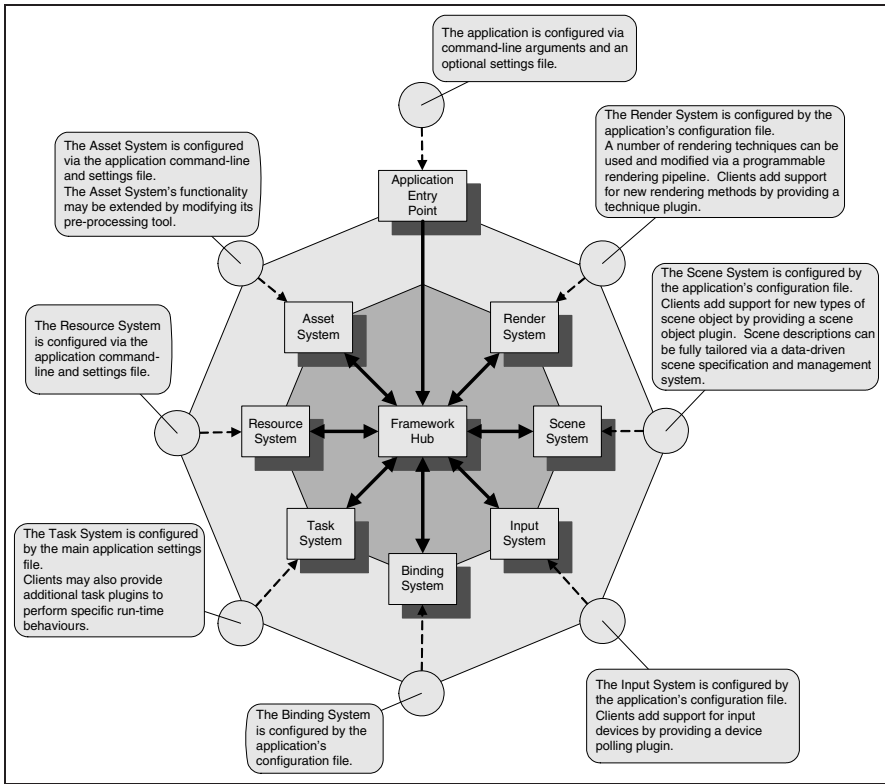 The application is configured via
command-line arguments and an
optional settings file.
The Render System is configured by the
application's configuration file.
A number of rendering techniques can be
used and modified via a programmable
rendering pipeline. Clients add support
for new rendering methods by providing a
technique plugin.
The Asset System is configured
via the application command-line
and settings file.
The Asset System's functionality
may be extended by modifying its
pre-processing tool.
Application
Entry
Point
The Scene System is configured by
the application's configuration file.
Clients add support for new types of
scene object by providing a scene
object plugin. Scene descriptions can
be fully tailored via a data-driven
scene specification and management
system.
Asset
System
Render
System
The Resource System
is configured via the
application command-
line and settings file.
Resource
System
Framework
Hub
Scene
System
Task
System
Input
System
Binding
System
The Task System is configured
by the main application settings
file.
Clients may also provide
additional task plugins to
perform specific run-time
behaviours.
The Input System is configured by
the application's configuration file.
Clients add support for input
devices by providing a device
polling plugin.
The Binding System
is configured by the
application's
configuration file.